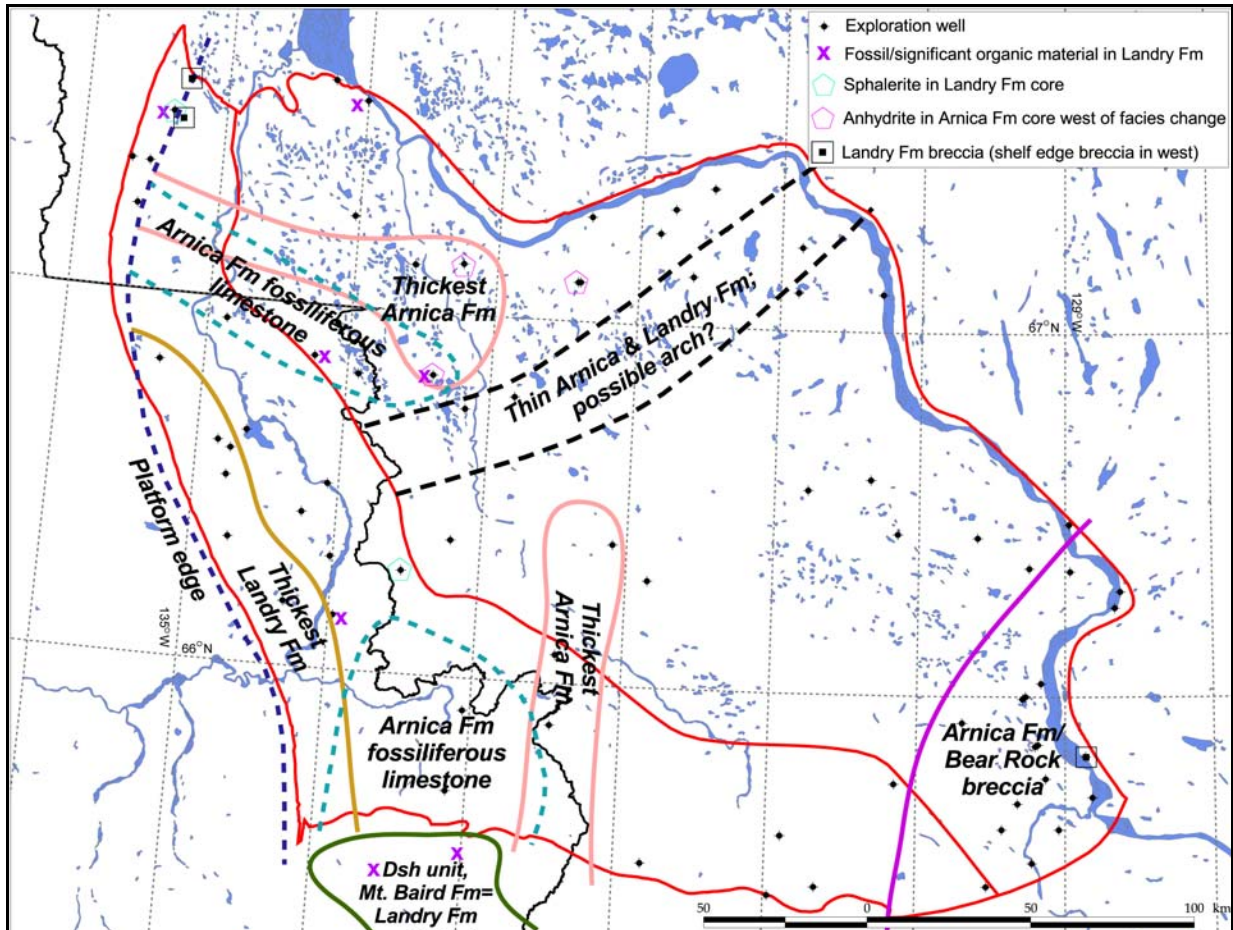 Exploration well
X Fossil/significant organic material in Landry Fm
Sphalerite in Landry Fm core
Anhydrite in Arnica Fm core west of facies change
Landry Fm breccia (shelf edge breccia in west)
Arnica Fm fossiliferous
limestone
Thickest
Arnica Fm
Thin Arnica & Landry Fm;
possible arch?
129°W
67°N
Platform edge
Thickest
Landry Fm
135°W
66°N
Thickest
Arnica Fm
Arnica Fm
fossiliferous
limestone
Arnica Fm/
Bear Rock
breccia
x Dsh unit,
Mt. Baird Fm=
Landry Fm
50 0 50 100 km